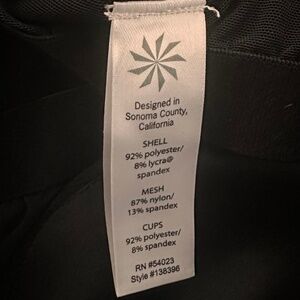 Designed in
Sonoma County,
California
SHELL
92% polyester/
8% lycra®
spandex
MESH
87% nylon/
13% spandex
CUPS
92% polyester/
8% spandex
RN #54023
Style #138396